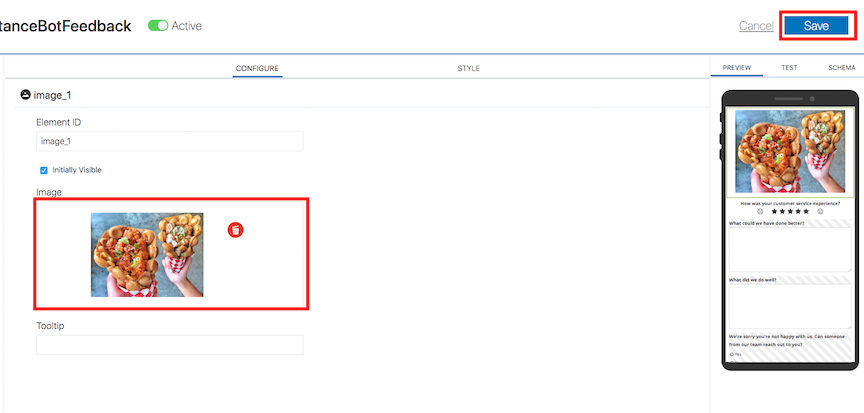 tanceBotFeedback Active Cancel Save
CONFIGURE STYLE PREVIEW TEST SCHEMA
image_1
Element ID
image_1
Initially Visible
Image
Tooltip
How was your customer service experience?
What could we have done better?
What did we do well?
We're sorry you're not happy with us. Can someone
from our team reach out to you?
Yes